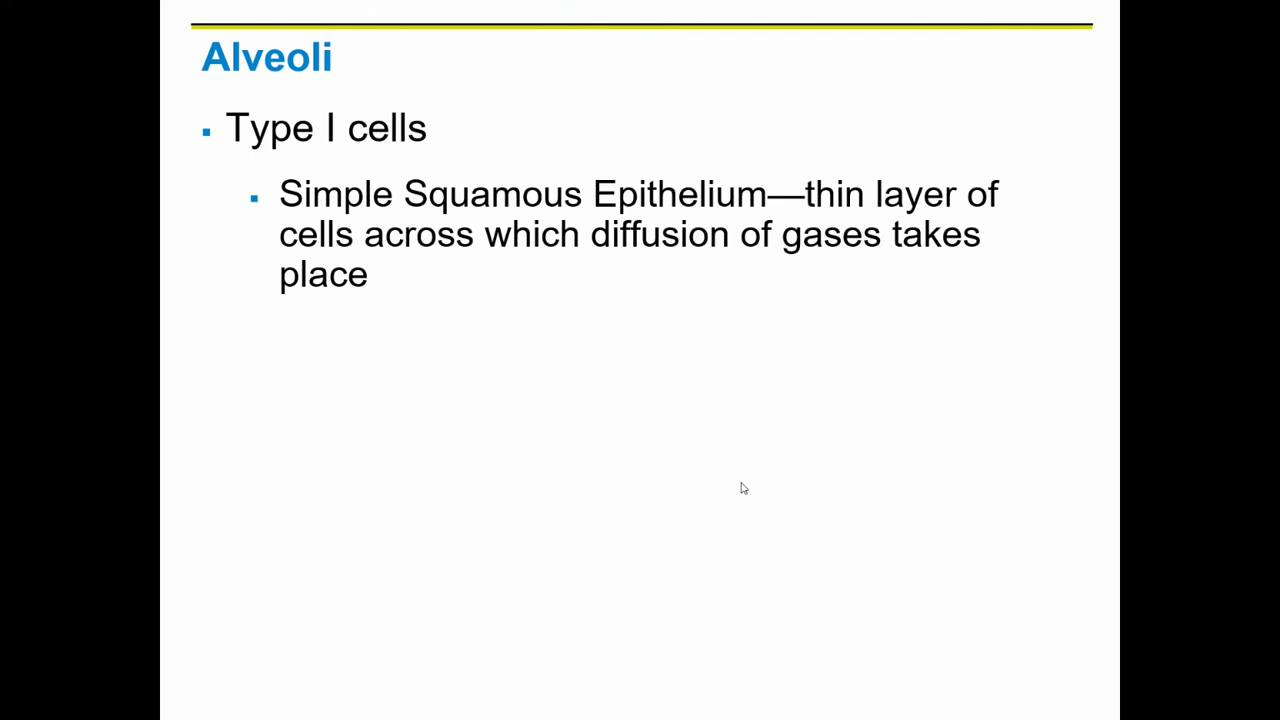 Alveoli
▪ Type I cells
▪ Simple Squamous Epithelium—thin layer of
cells across which diffusion of gases takes
place